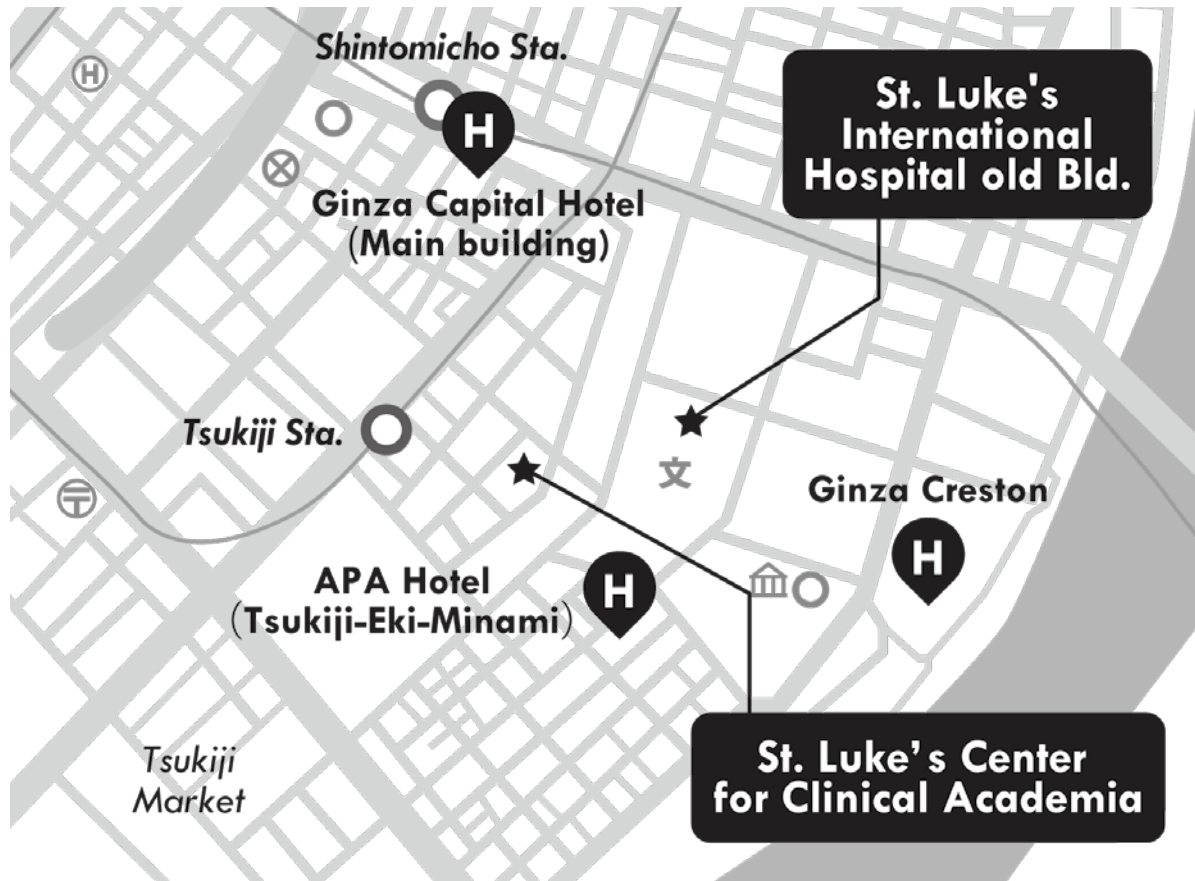 Shintomicho Sta.
H
H
Ginza Capital Hotel
(Main building)
St. Luke's
International
Hospital old Bld.
Tsukiji Sta.
文
〒
Ginza Creston
H
APA Hotel
(Tsukiji-Eki-Minami)
H
Tsukiji
Market
St. Luke’s Center
for Clinical Academia